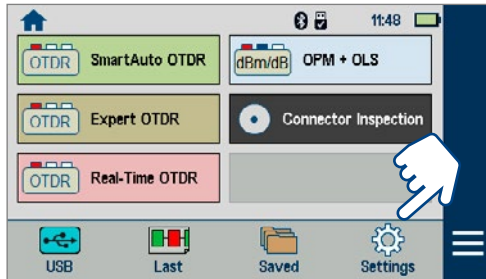 11:48
OTDR SmartAuto OTDR
dBm/dB OPM + OLS
OTDR Expert OTDR
Connector Inspection
OTDR Real-Time OTDR
USB Last Saved Settings